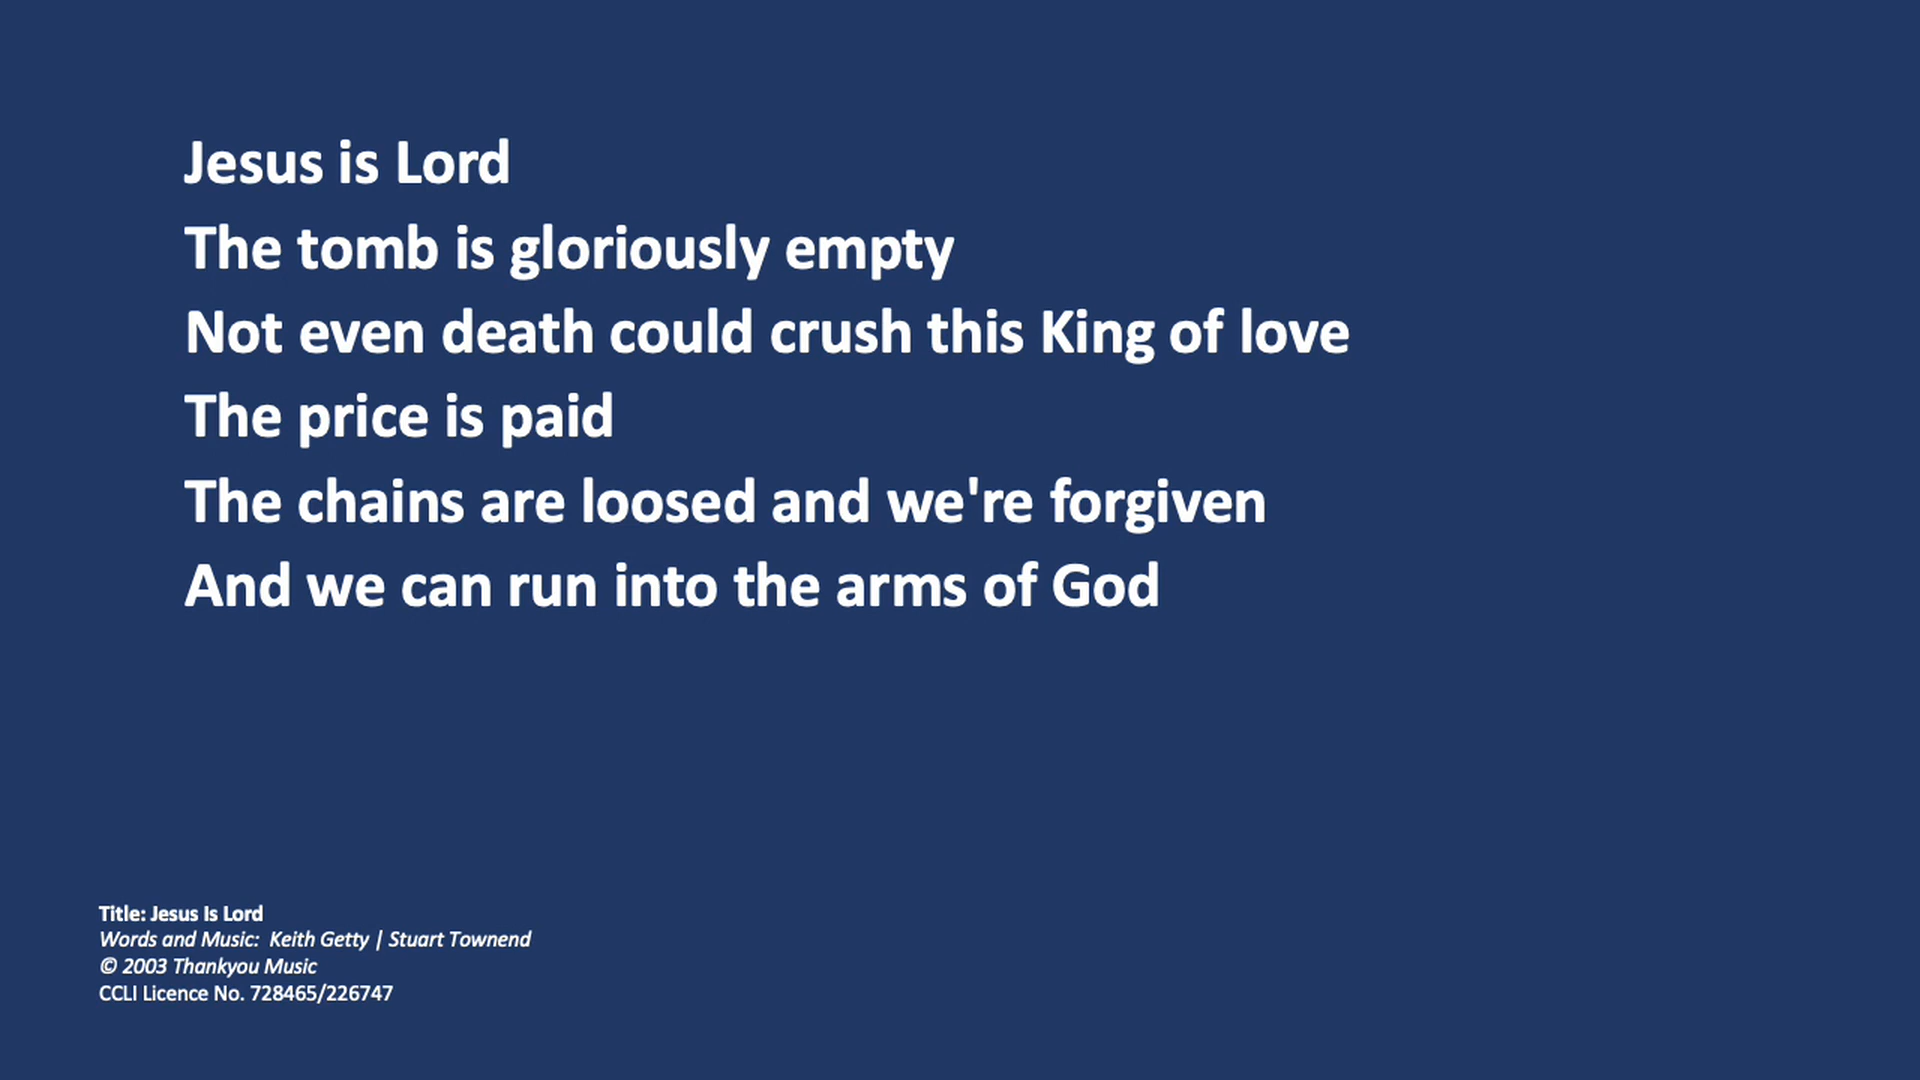 Jesus is Lord
The tomb is gloriously empty
Not even death could crush this King of love
The price is paid
The chains are loosed and we're forgiven
And we can run into the arms of God
Title: Jesus Is Lord
Words and Music:  Keith Getty | Stuart Townend
© 2003 Thankyou Music
CCLI Licence No. 728465/226747